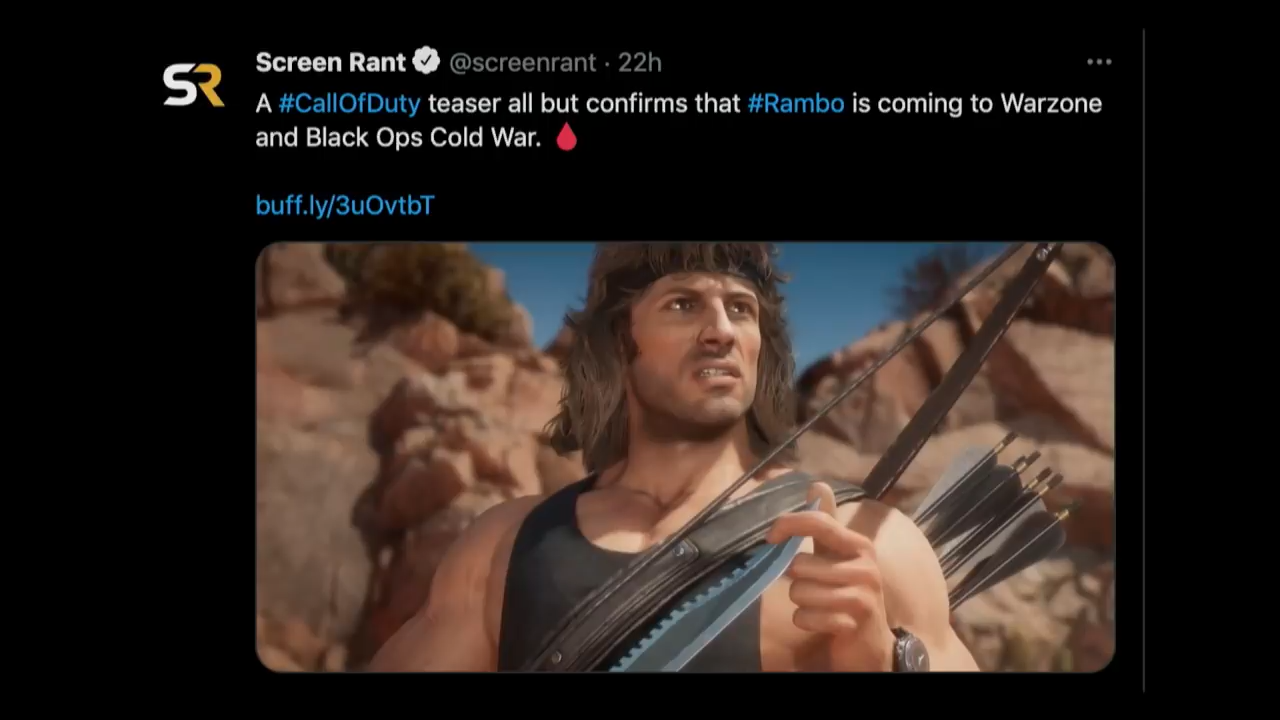 SR
Screen Rant @screenrant · 22h
A #CallOfDuty teaser all but confirms that #Rambo is coming to Warzone
and Black Ops Cold War. 🩸
buff.ly/3uOvtbT